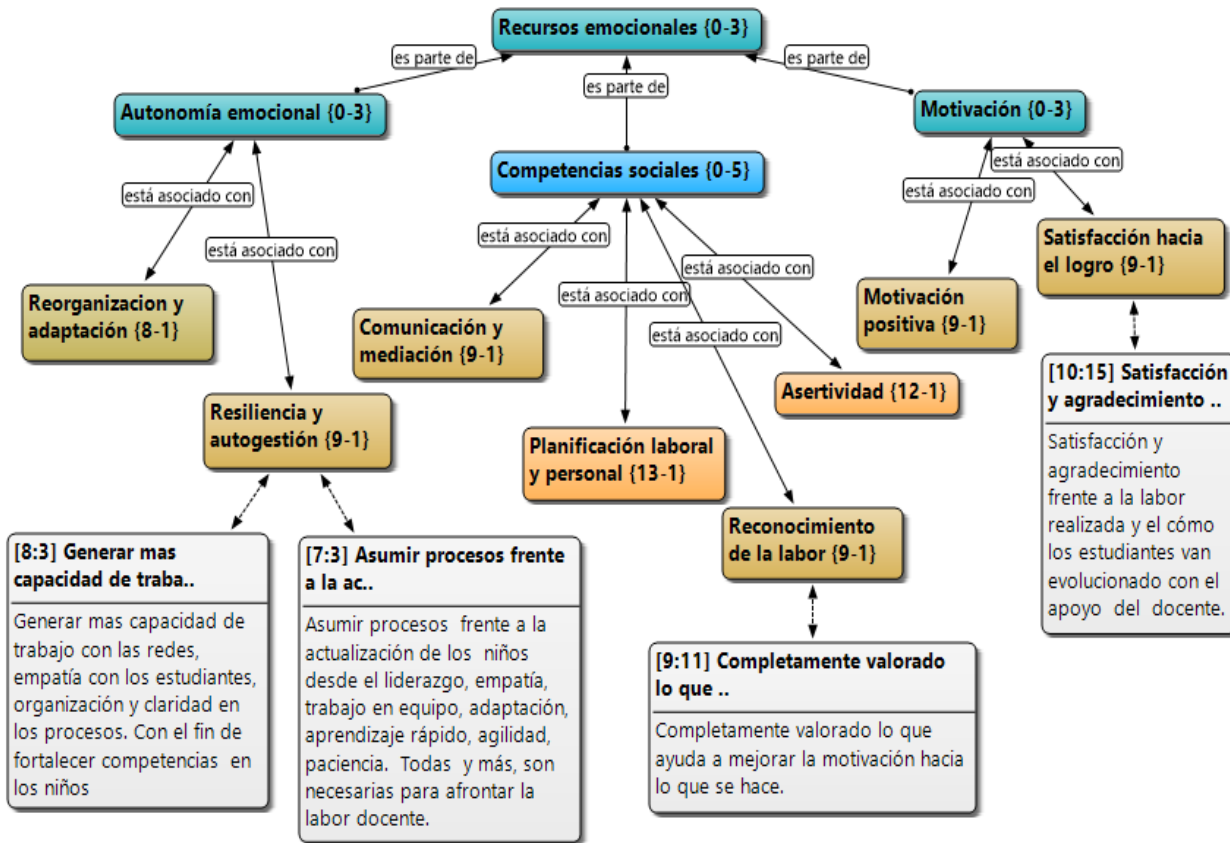 Recursos emocionales {0-3}
es parte de
es parte de
es parte de
Autonomía emocional {0-3}
Motivación {0-3}
Competencias sociales {0-5}
está asociado con
está asociado con
está asociado con
está asociado con
está asociado con
está asociado con
está asociado con
está asociado con
Reorganizacion y
adaptación {8-1}
Resiliencia y
autogestión {9-1}
Comunicación y
mediación {9-1}
Planificación laboral
y personal {13-1}
Reconocimiento
de la labor {9-1}
Asertividad {12-1}
Motivación
positiva {9-1}
Satisfacción hacia
el logro {9-1}
[8:3] Generar mas
capacidad de traba..
Generar mas capacidad de
trabajo con las redes,
empatía con los estudiantes,
organización y claridad en
los procesos. Con el fin de
fortalecer competencias en
los niños
[7:3] Asumir procesos frente
a la ac..
Asumir procesos frente a la
actualización de los niños
desde el liderazgo, empatía,
trabajo en equipo, adaptación,
aprendizaje rápido, agilidad,
paciencia. Todas y más, son
necesarias para afrontar la
labor docente.
[9:11] Completamente valorado
lo que ..
Completamente valorado lo que
ayuda a mejorar la motivación hacia
lo que se hace.
[10:15] Satisfacción
y agradecimiento ..
Satisfacción y
agradecimiento
frente a la labor
realizada y el cómo
los estudiantes van
evolucionado con el
apoyo del docente.